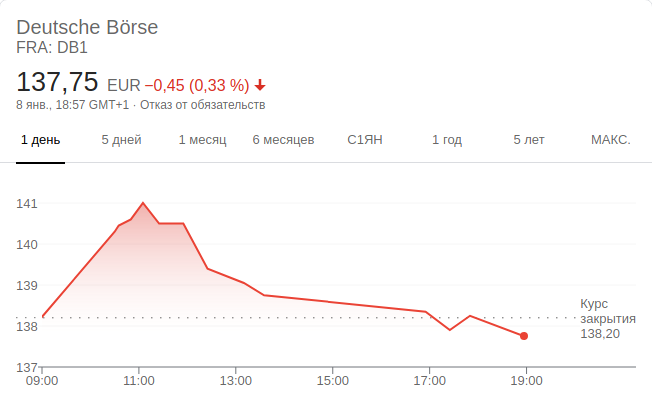 Deutsche Börse
FRA: DB1
137,75 EUR −0,45 (0,33 %)
8 янв., 18:57 GMT+1 · Отказ от обязательств
1 день 5 дней 1 месяц 6 месяцев С1ЯН 1 год 5 лет МАКС.
141
140
139
138
137
Курс
закрытия
138,20
09:00 11:00 13:00 15:00 17:00 19:00